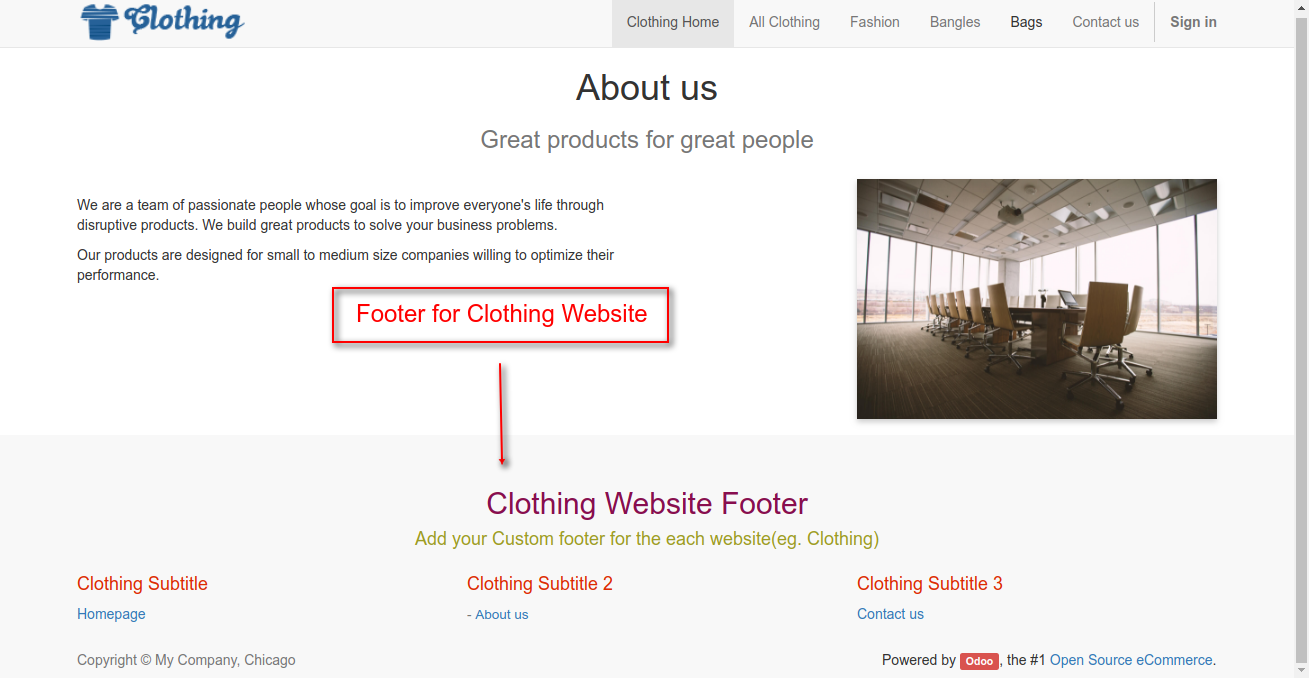 Clothing
Clothing Home All Clothing Fashion Bangles Bags Contact us Sign in
About us
Great products for great people
We are a team of passionate people whose goal is to improve everyone's life through
disruptive products. We build great products to solve your business problems.
Our products are designed for small to medium size companies willing to optimize their
performance.
Footer for Clothing Website
Clothing Website Footer
Add your Custom footer for the each website(eg. Clothing)
Clothing Subtitle
Homepage
Clothing Subtitle 2
- About us
Clothing Subtitle 3
Contact us
Copyright © My Company, Chicago
Powered by Odoo, the #1 Open Source eCommerce.